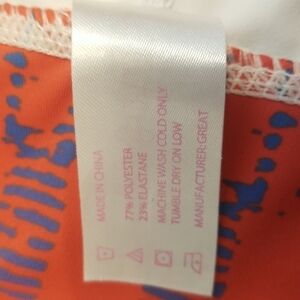 MADE IN CHINA
77% POLYESTER
23% ELASTANE
MACHINE WASH COLD ONLY
TUMBLE DRY ON LOW
MANUFACTURER: GREAT